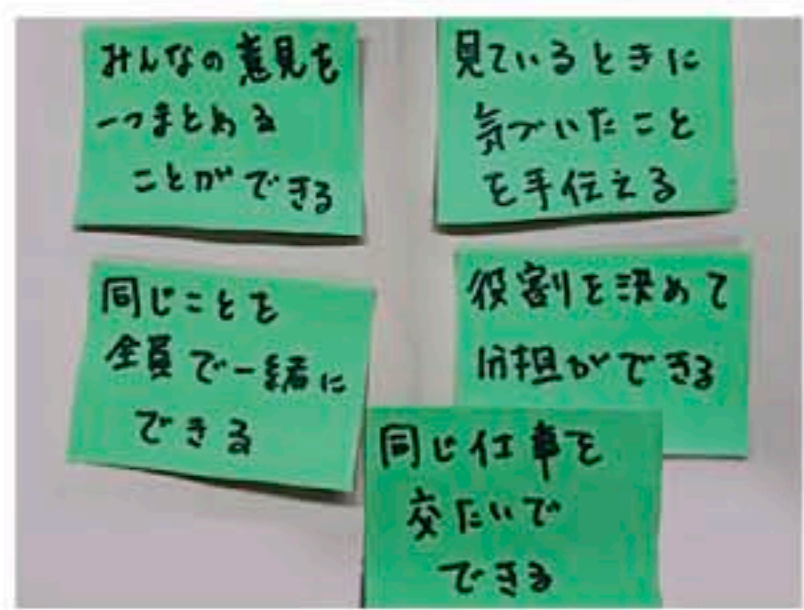 みんなの意見を
一つまとめる
ことができる
見ているときに
気づいたこと
を手伝える
同じことを
全員で一緒に
できる
役割を決めて
分担ができる
同じ仕事を
交たいで
できる